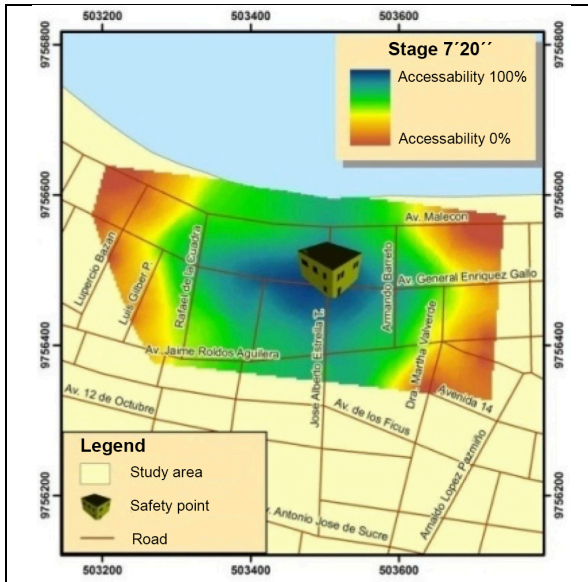 503200
503400
503600
9756800
9756800
Stage 7´20´´
Accessability 100%
Accessability 0%
9756600
9756600
Av. Malecon
Lupercio Bazan
Luis Gilber P.
Rafael de la Cuadra
Armando Barreto
Av. General Enriquez Gallo
9756400
9756400
Av. Jaime Roldos Aguilera
Jose Alberto Estrella T.
Dra. Martha Valverde
Avenida 14
Av. 12 de Octubre
Av. de los Ficus
Arnaldo Lopez Pazmiño
Legend
Study area
Safety point
Road
9756200
9756200
. Antonio Jose de Sucre
503200
503400
503600